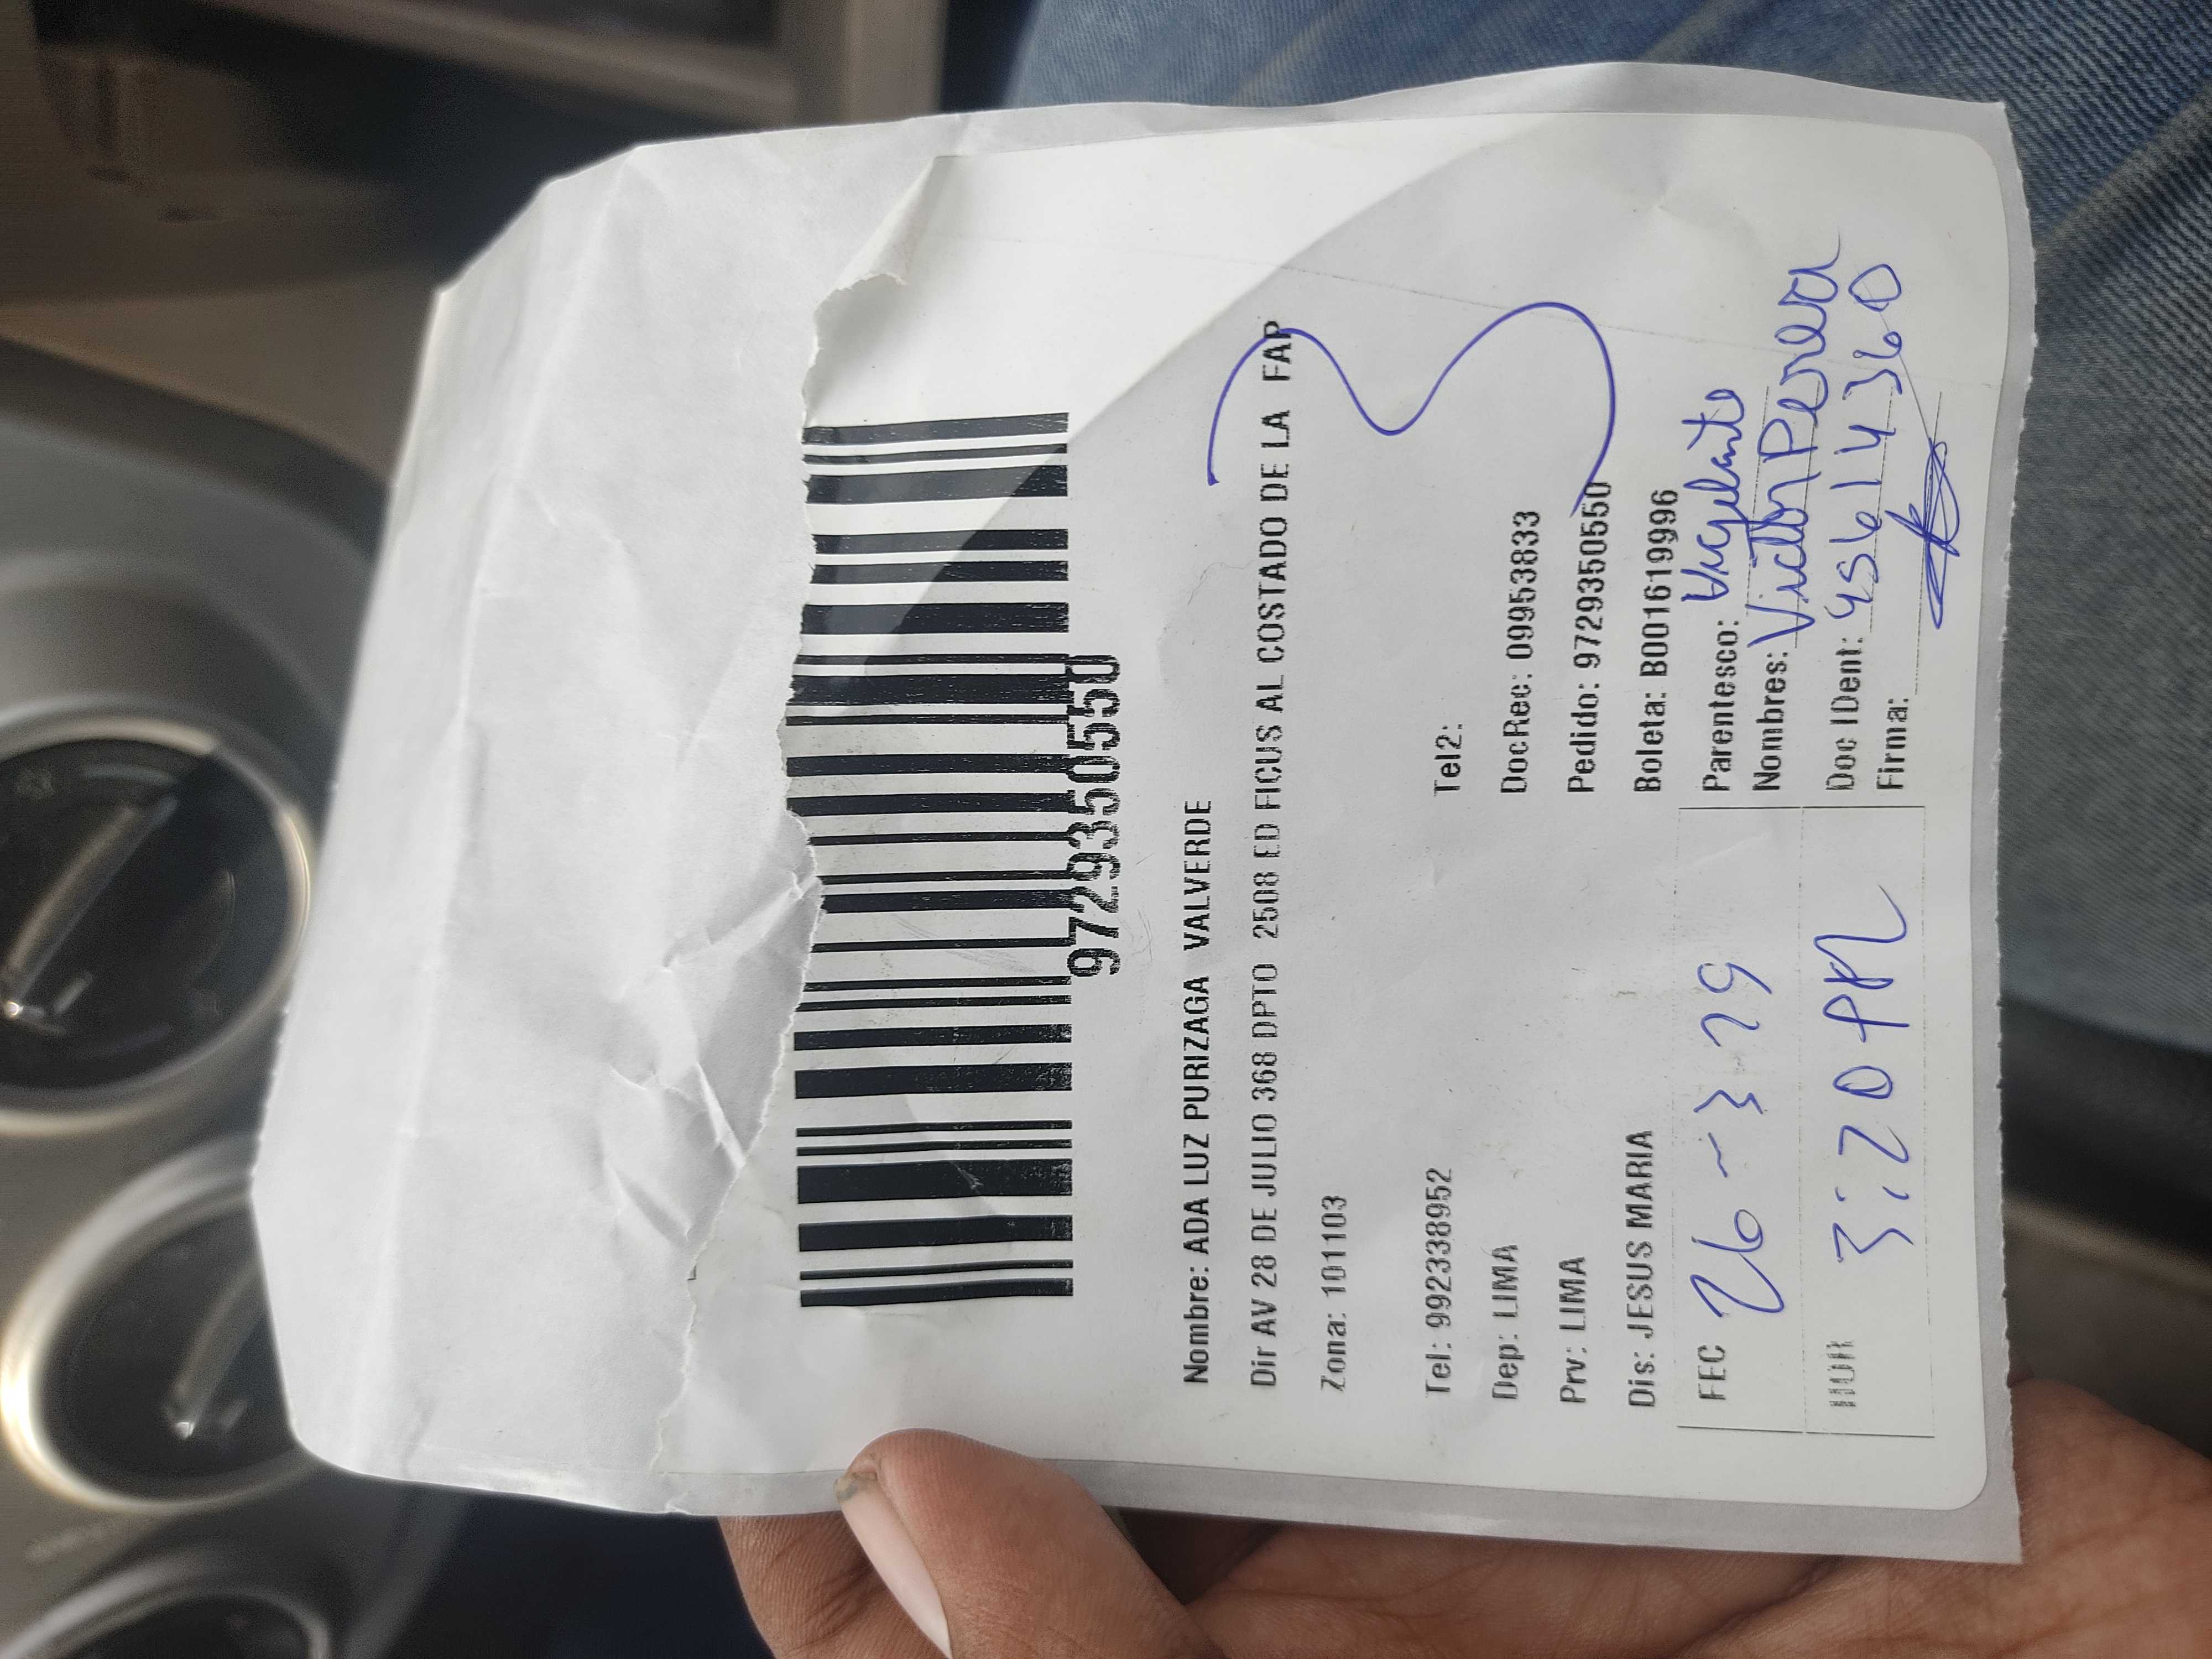 9729350550
Nombre: ADA LUZ PURIZAGA VALVERDE
Dir AV 28 DE JULIO 368 DPTO 2508 ED FICUS AL COSTADO DE LA FAP
Zona: 101103
Tel: 992338952 Tel2:
Dep: LIMA DocRec: 09953833
Prv: LIMA Pedido: 9729350550
Dis: JESUS MARIA Boleta: B001619996
FEC 26-3 Parentesco: Vigilante
Nombres: Victor Perea
HOR 3:20 PM Doc IDent: 45614360
Firma: